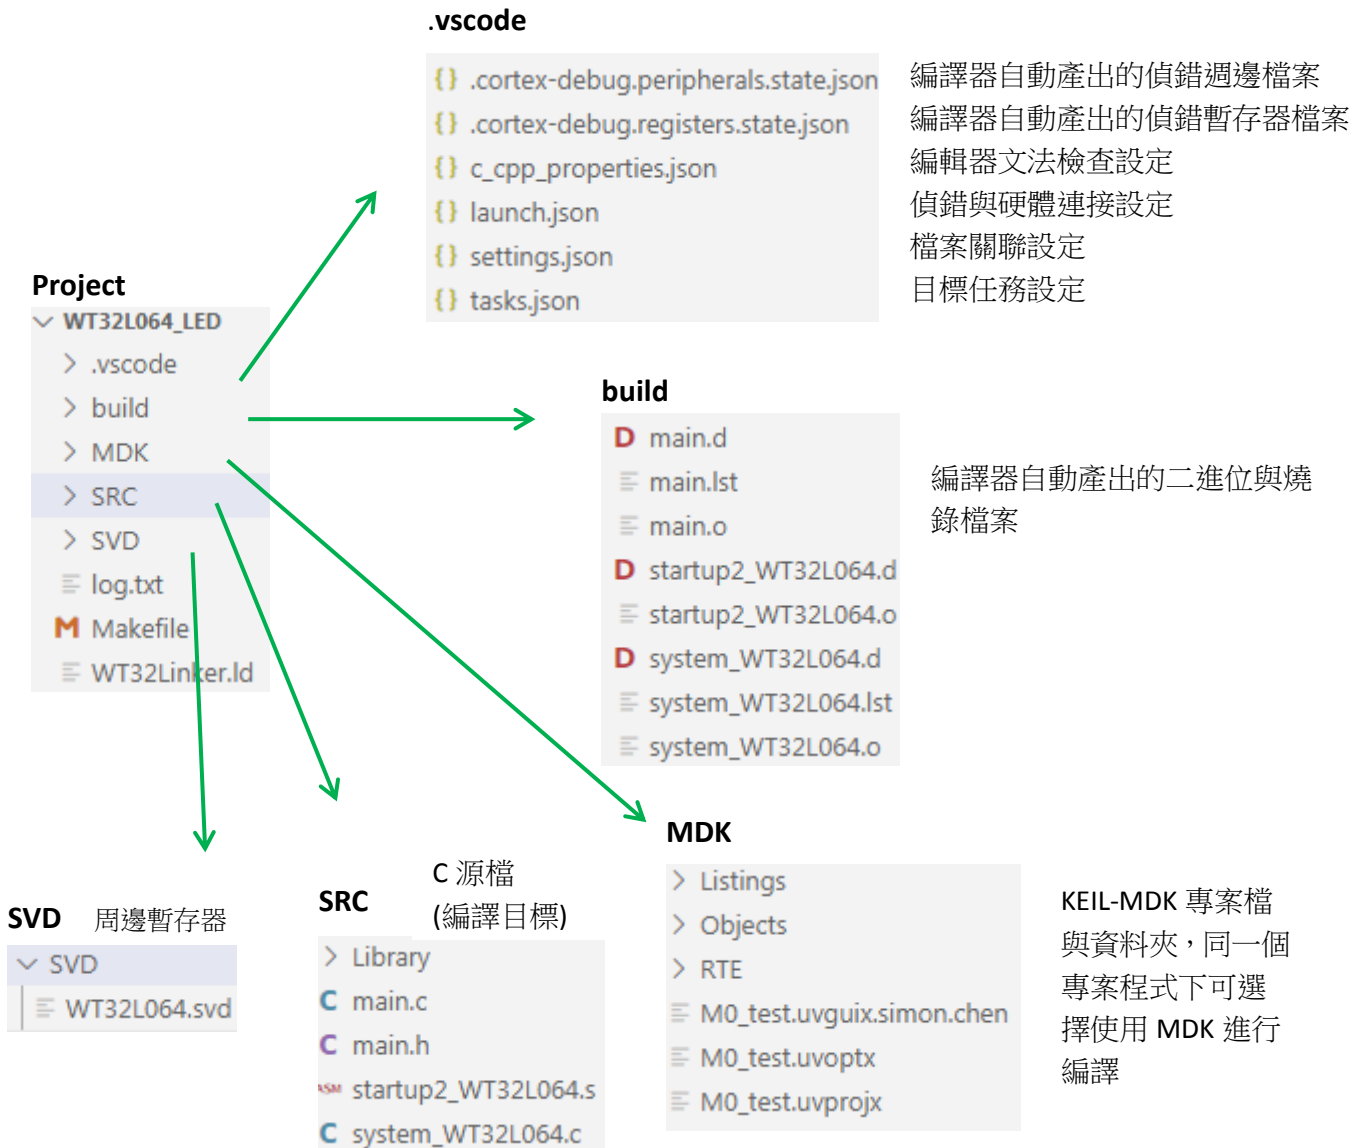 .vscode
.cortex-debug.peripherals.state.json 編譯器自動產出的偵錯週邊檔案
.cortex-debug.registers.state.json 編譯器自動產出的偵錯暫存器檔案
c_cpp_properties.json 編輯器文法檢查設定
launch.json 偵錯與硬體連接設定
settings.json 檔案關聯設定
tasks.json 目標任務設定
Project
WT32L064_LED
.vscode
build
MDK
SRC
SVD
log.txt
Makefile
WT32Linker.ld
build
main.d
main.lst
main.o
startup2_WT32L064.d
startup2_WT32L064.o
system_WT32L064.d
system_WT32L064.lst
system_WT32L064.o
編譯器自動產出的二進位與燒
錄檔案
SVD 周邊暫存器
SVD
WT32L064.svd
SRC
C 源檔
(編譯目標)
Library
main.c
main.h
startup2_WT32L064.s
system_WT32L064.c
MDK
Listings
Objects
RTE
M0_test.uvguix.simon.chen
M0_test.uvoptx
M0_test.uvprojx
KEIL-MDK 專案檔
與資料夾，同一個
專案程式下可選
擇使用 MDK 進行
編譯